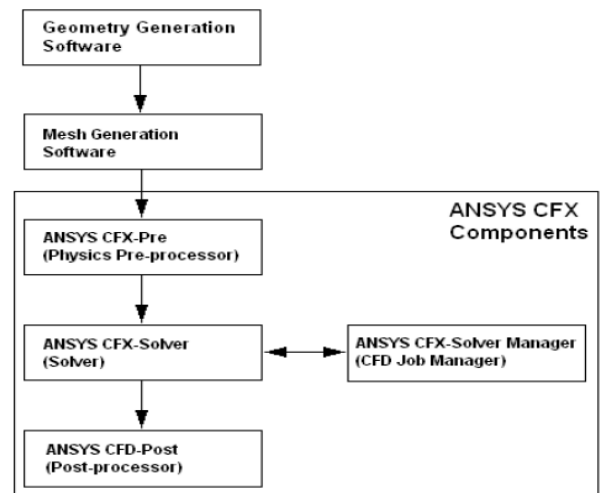 Geometry Generation
Software
Mesh Generation
Software
ANSYS CFX
Components
ANSYS CFX-Pre
(Physics Pre-processor)
ANSYS CFX-Solver
(Solver)
ANSYS CFX-Solver Manager
(CFD Job Manager)
ANSYS CFD-Post
(Post-processor)